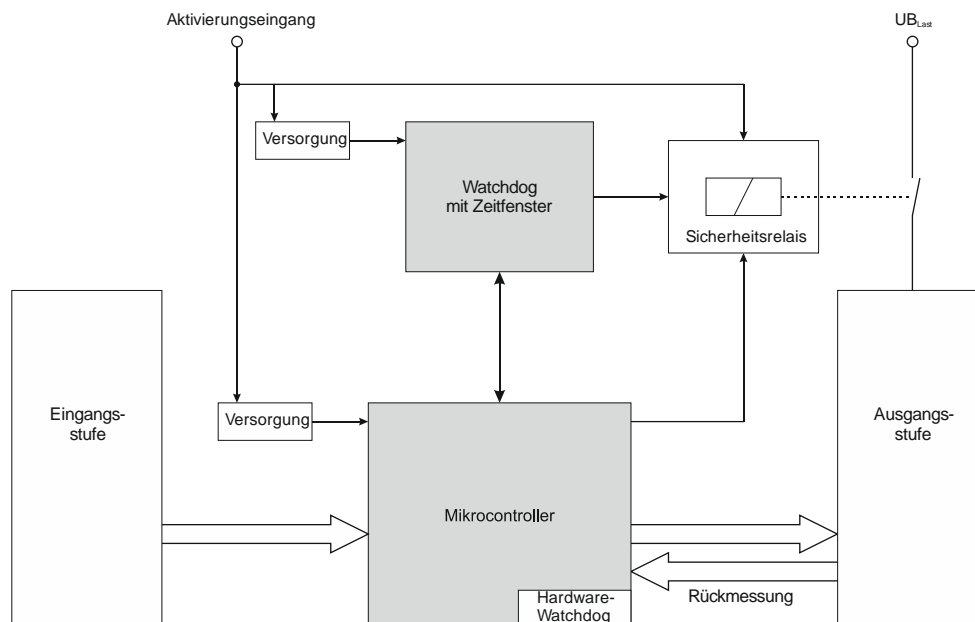 Aktivierungseingang
UBLast
Versorgung
Watchdog
mit Zeitfenster
Sicherheitsrelais
Eingangs-
stufe
Versorgung
Ausgangs-
stufe
Mikrocontroller
Hardware-
Watchdog
Rückmessung